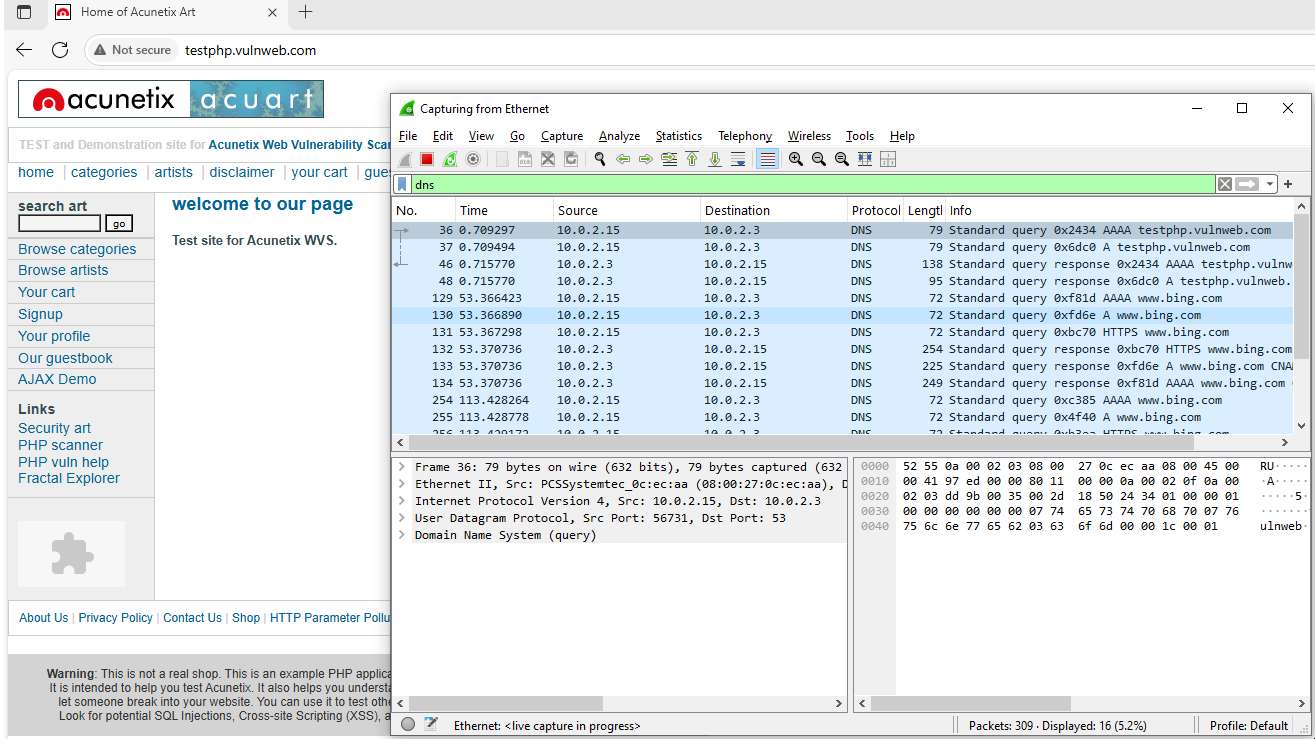 Home of Acunetix Art
Not secure testphp.vulnweb.com
acunetix acuart
TEST and Demonstration site for Acunetix Web Vulnerability Scan
home categories artists disclaimer your cart gues
search art
go
Browse categories
Browse artists
Your cart
Signup
Your profile
Our guestbook
AJAX Demo
Links
Security art
PHP scanner
PHP vuln help
Fractal Explorer
welcome to our page
Test site for Acunetix WVS.
About Us | Privacy Policy | Contact Us | Shop | HTTP Parameter Pollu
Warning: This is not a real shop. This is an example PHP applica
It is intended to help you test Acunetix. It also helps you understa
let someone break into your website. You can use it to test othe
Look for potential SQL Injections, Cross-site Scripting (XSS), a
Capturing from Ethernet
File Edit View Go Capture Analyze Statistics Telephony Wireless Tools Help
dns
No. Time Source Destination Protocol Lengtl Info
36 0.709297 10.0.2.15 10.0.2.3 DNS 79 Standard query 0x2434 AAAA testphp.vulnweb.com
37 0.709494 10.0.2.15 10.0.2.3 DNS 79 Standard query 0x6dc0 A testphp.vulnweb.com
46 0.715770 10.0.2.3 10.0.2.15 DNS 138 Standard query response 0x2434 AAAA testphp.vulnw
48 0.715770 10.0.2.3 10.0.2.15 DNS 95 Standard query response 0x6dc0 A testphp.vulnweb.
129 53.366423 10.0.2.15 10.0.2.3 DNS 72 Standard query 0xf81d AAAA www.bing.com
130 53.366890 10.0.2.15 10.0.2.3 DNS 72 Standard query 0xfd6e A www.bing.com
131 53.367298 10.0.2.15 10.0.2.3 DNS 72 Standard query 0xbc70 HTTPS www.bing.com
132 53.370736 10.0.2.3 10.0.2.15 DNS 254 Standard query response 0xbc70 HTTPS www.bing.com
133 53.370736 10.0.2.3 10.0.2.15 DNS 225 Standard query response 0xfd6e A www.bing.com CNA
134 53.370736 10.0.2.3 10.0.2.15 DNS 249 Standard query response 0xf81d AAAA www.bing.com
254 113.428264 10.0.2.15 10.0.2.3 DNS 72 Standard query 0xc385 AAAA www.bing.com
255 113.428778 10.0.2.15 10.0.2.3 DNS 72 Standard query 0x4f40 A www.bing.com
Frame 36: 79 bytes on wire (632 bits), 79 bytes captured (632
Ethernet II, Src: PCSSystemtec_0c:ec:aa (08:00:27:0c:ec:aa), D
Internet Protocol Version 4, Src: 10.0.2.15, Dst: 10.0.2.3
User Datagram Protocol, Src Port: 56731, Dst Port: 53
Domain Name System (query)
0000 52 55 0a 00 02 03 08 00 27 0c ec aa 08 00 45 00 RU·····
0010 00 41 97 ed 00 00 80 11 00 00 0a 00 02 0f 0a 00 ·A·····
0020 02 03 dd 9b 00 35 00 2d 18 50 24 34 01 00 00 01 ·····5·
0030 00 00 00 00 00 00 07 74 65 73 74 70 68 70 07 76 ·······
0040 75 6c 6e 77 65 62 03 63 6f 6d 00 00 1c 00 01 ulnweb·
Ethernet: <live capture in progress>
Packets: 309 · Displayed: 16 (5.2%)
Profile: Default